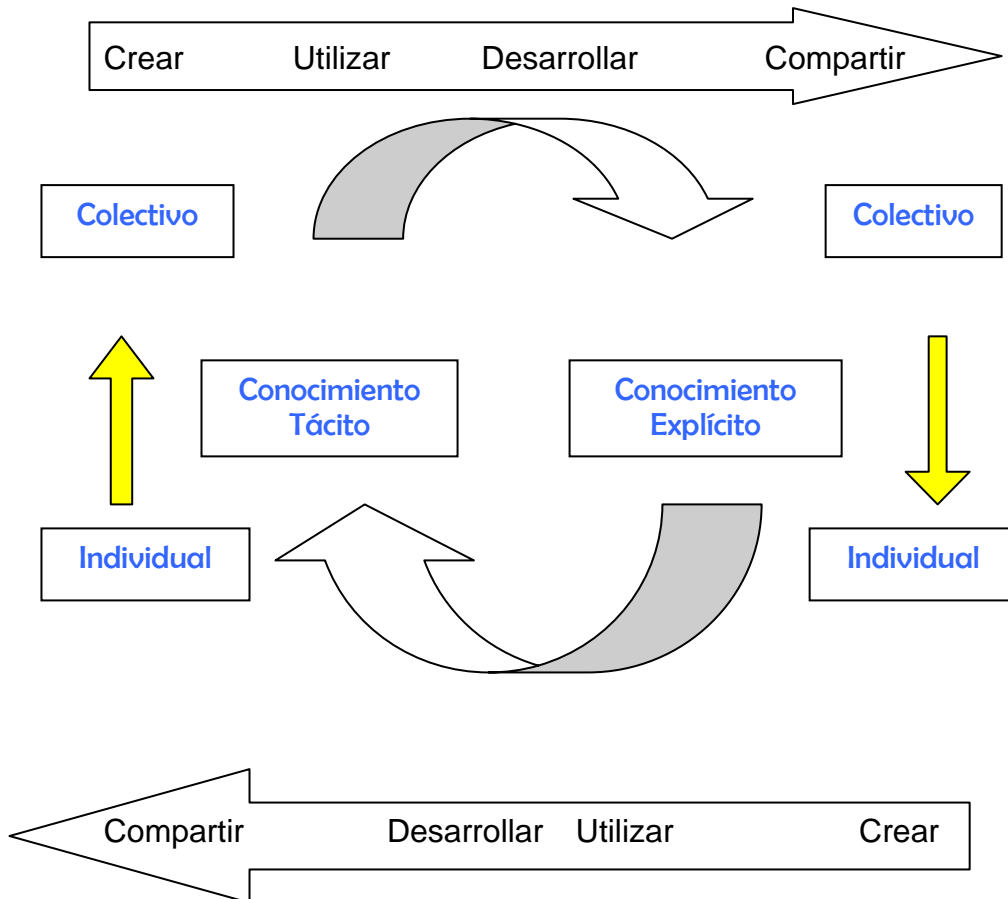 Crear Utilizar Desarrollar Compartir
Colectivo
Colectivo
Conocimiento
Tácito
Conocimiento
Explícito
Individual
Individual
Compartir Desarrollar Utilizar Crear